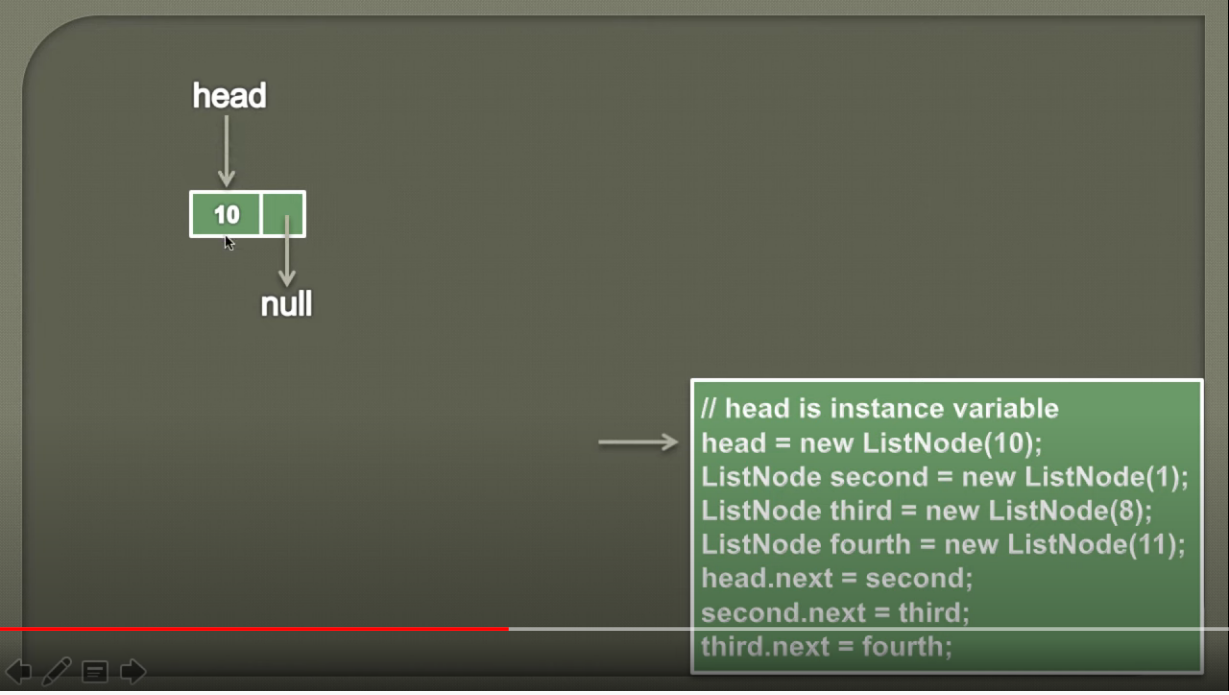 head
10
null
// head is instance variable
head = new ListNode(10);
ListNode second = new ListNode(1);
ListNode third = new ListNode(8);
ListNode fourth = new ListNode(11);
head.next = second;
second.next = third;
third.next = fourth;